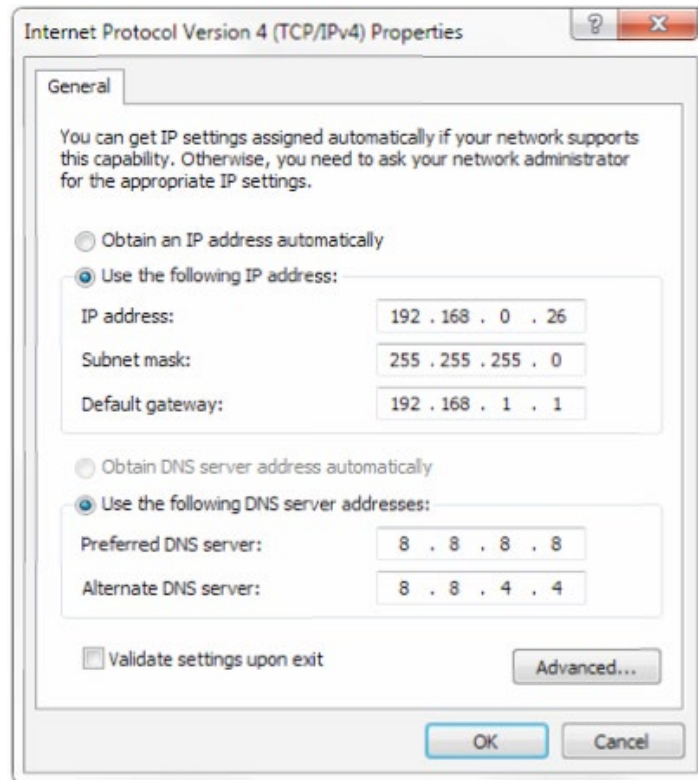 Internet Protocol Version 4 (TCP/IPv4) Properties
? X
General
You can get IP settings assigned automatically if your network supports
this capability. Otherwise, you need to ask your network administrator
for the appropriate IP settings.
Obtain an IP address automatically
Use the following IP address:
IP address: 192 . 168 . 0 . 26
Subnet mask: 255 . 255 . 255 . 0
Default gateway: 192 . 168 . 1 . 1
Obtain DNS server address automatically
Use the following DNS server addresses:
Preferred DNS server: 8 . 8 . 8 . 8
Alternate DNS server: 8 . 8 . 4 . 4
Validate settings upon exit
Advanced...
OK Cancel